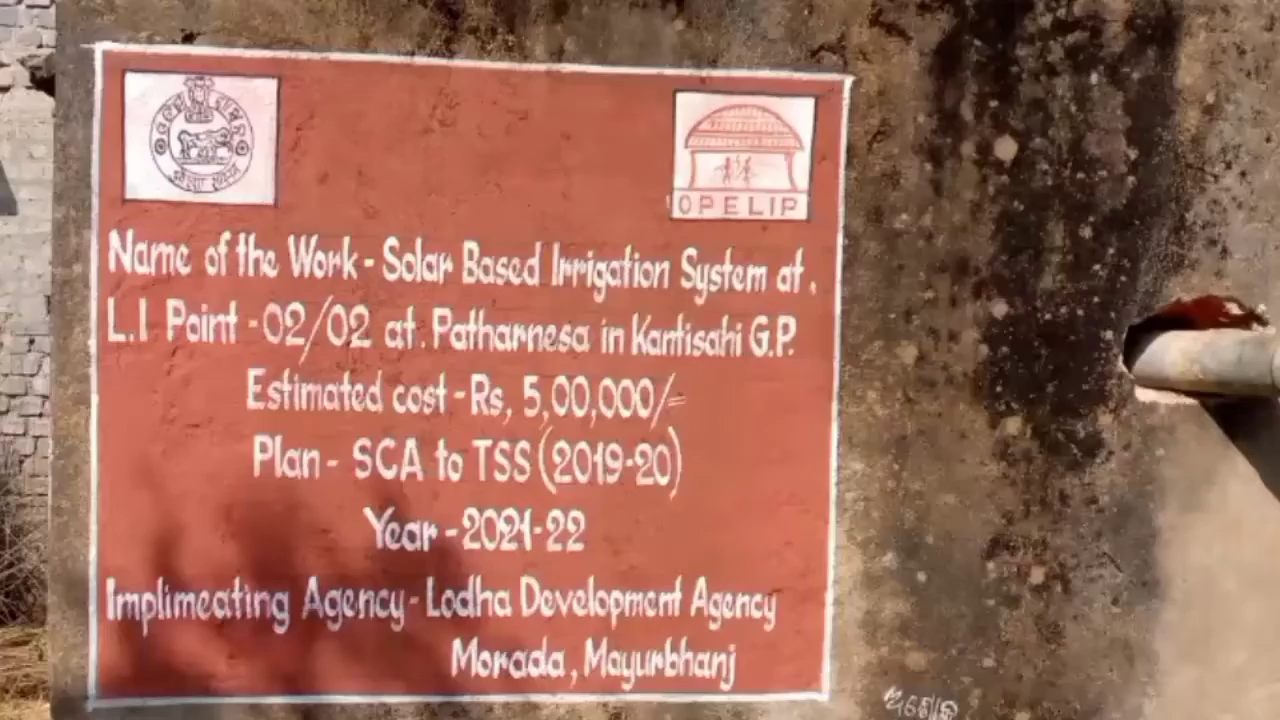 OPELIP
Name of the Work - Solar Based Irrigation System at.
L.I Point - 02/02 at. Patharnesa in Kantisahi G.P.
Estimated cost - Rs, 5,00,000/=
Plan - SCA to TSS (2019-20)
Year - 2021-22
Implimeating Agency - Lodha Development Agency
Morada, Mayurbhanj